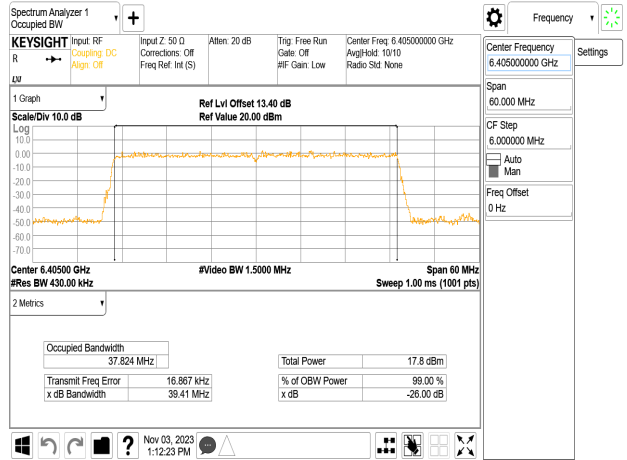 Spectrum Analyzer 1
Occupied BW
Frequency
KEYSIGHT
R
Input: RF
Coupling: DC
Align: Off
Input Z: 50 Ω
Corrections: Off
Freq Ref: Int (S)
Atten: 20 dB
Trig: Free Run
Gate: Off
#IF Gain: Low
Center Freq: 6.405000000 GHz
Avg|Hold: 10/10
Radio Std: None
Center Frequency
6.405000000 GHz
Settings
Span
60.000 MHz
CF Step
6.000000 MHz
Auto
Man
Freq Offset
0 Hz
1 Graph
Scale/Div 10.0 dB
Ref Lvl Offset 13.40 dB
Ref Value 20.00 dBm
Log
10.0
0.00
-10.0
-20.0
-30.0
-40.0
-50.0
-60.0
-70.0
Center 6.40500 GHz
#Res BW 430.00 kHz
#Video BW 1.5000 MHz
Span 60 MHz
Sweep 1.00 ms (1001 pts)
2 Metrics
Occupied Bandwidth
37.824 MHz
Total Power 17.8 dBm
Transmit Freq Error 16.867 kHz
% of OBW Power 99.00 %
x dB Bandwidth 39.41 MHz
x dB -26.00 dB
?
Nov 03, 2023
1:12:23 PM